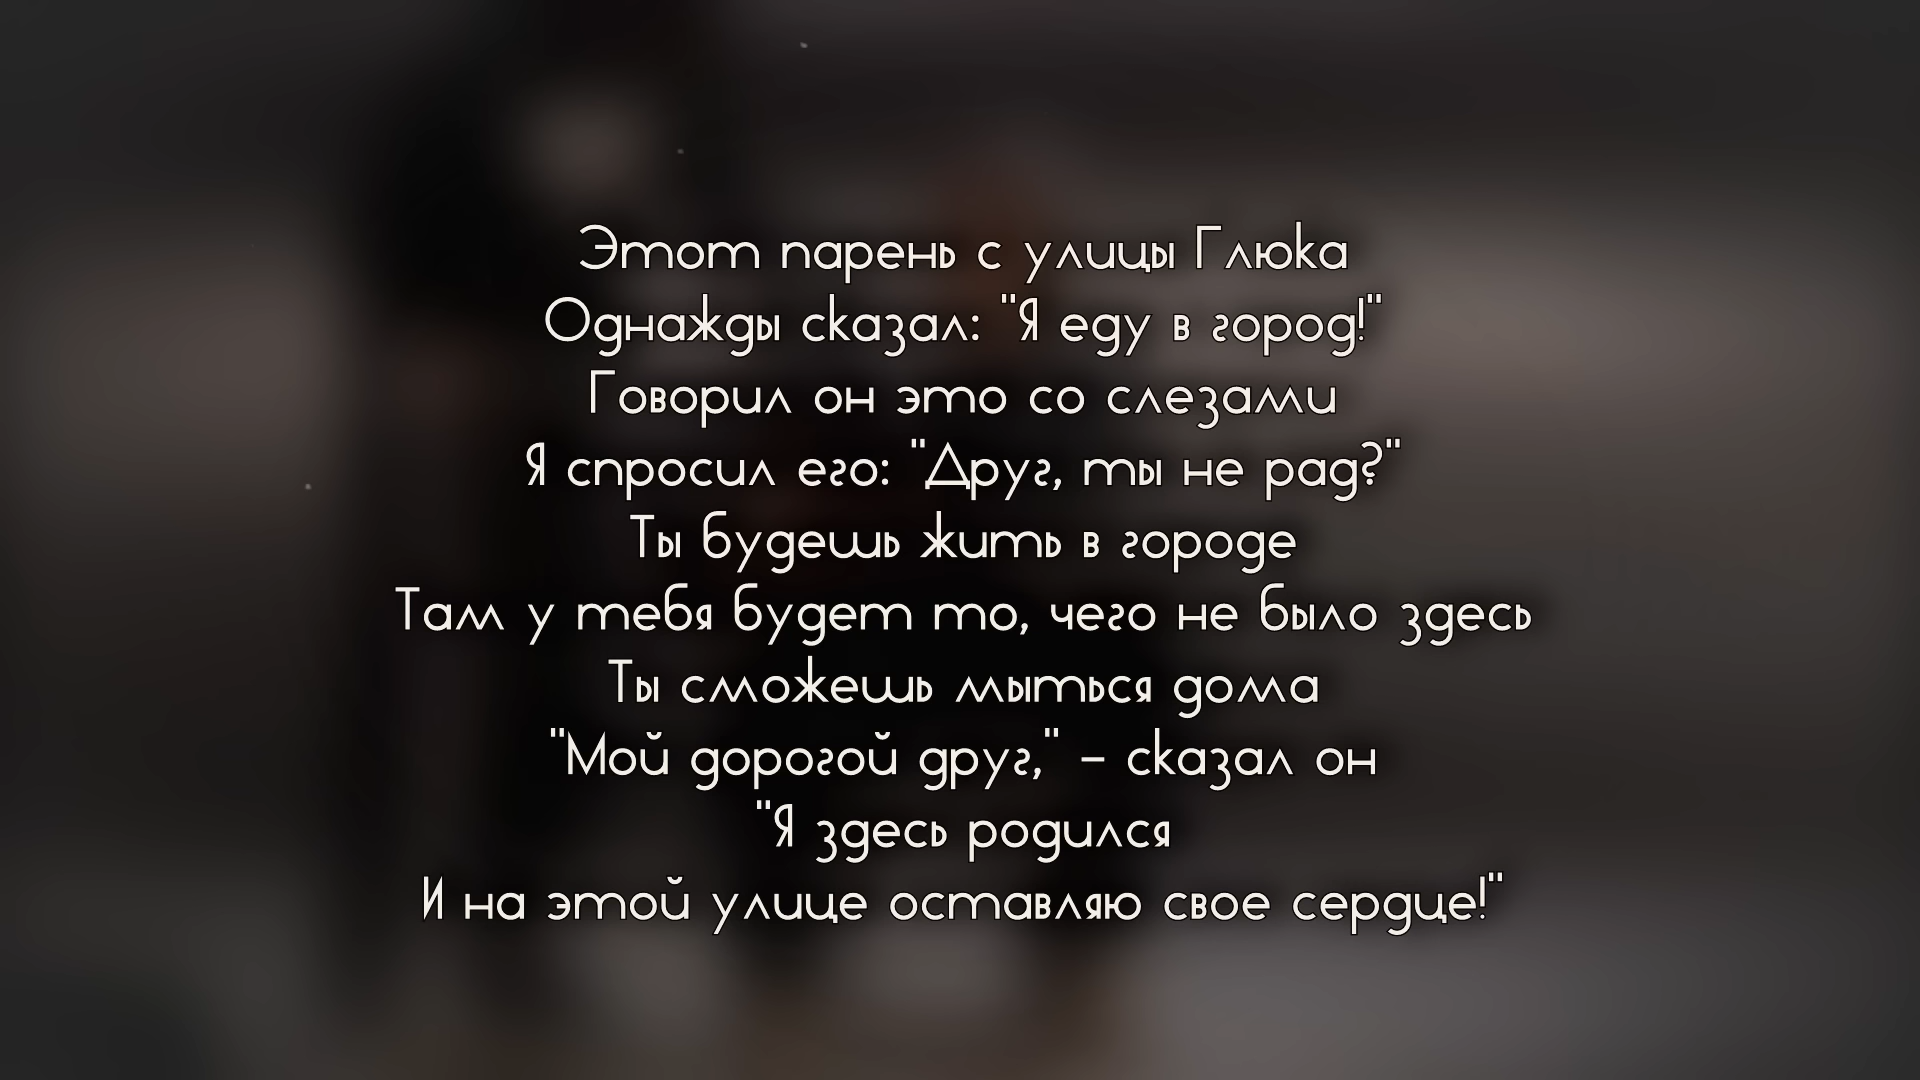 Этот парень с улицы Глюка
Однажды сказал: "Я еду в город!"
Говорил он это со слезами
Я спросил его: "Друг, ты не рад?"
Ты будешь жить в городе
Там у тебя будет то, чего не было здесь
Ты сможешь мыться дома
"Мой дорогой друг," – сказал он
"Я здесь родился
И на этой улице оставляю свое сердце!"